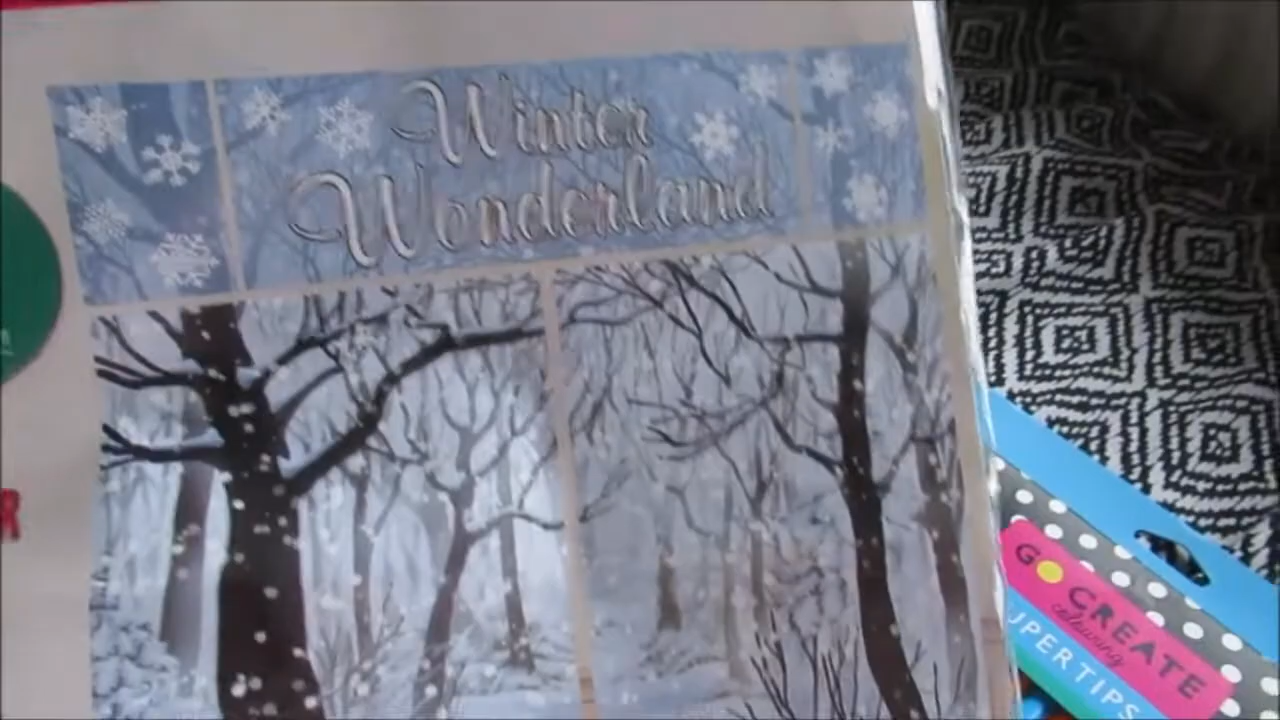 Winter
Wonderland
R
GO CREATE
colouring
UPERTIPS